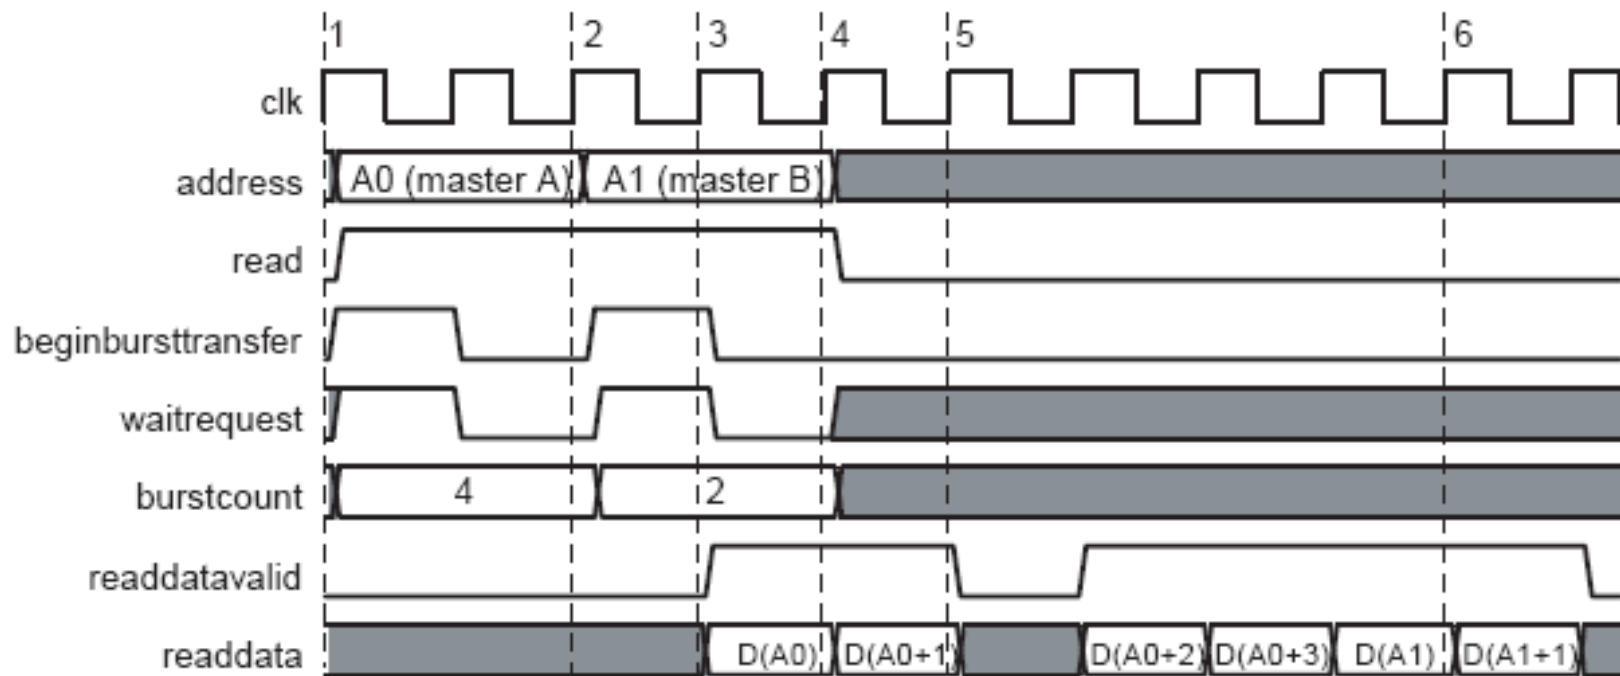 1 2 3 4 5 6
clk
address A0 (master A) A1 (master B)
read
beginbursttransfer
waitrequest
burstcount 4 2
readdatavalid
readdata D(A0) D(A0+1) D(A0+2) D(A0+3) D(A1) D(A1+1)